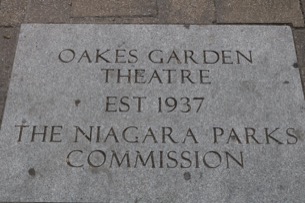 OAKES GARDEN
THEATRE
EST 1937
THE NIAGARA PARKS
COMMISSION